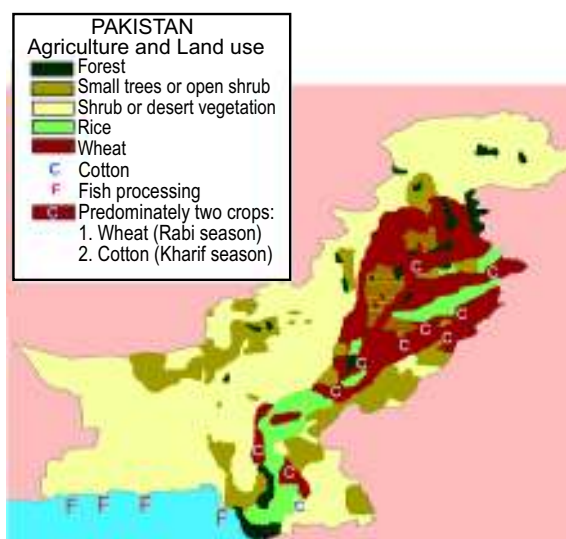 PAKISTAN
Agriculture and Land use
Forest
Small trees or open shrub
Shrub or desert vegetation
Rice
Wheat
C Cotton
F Fish processing
C Predominately two crops:
1. Wheat (Rabi season)
2. Cotton (Kharif season)
C
C
C
C
C
C
C
C
C
C
C
F
F
F
F